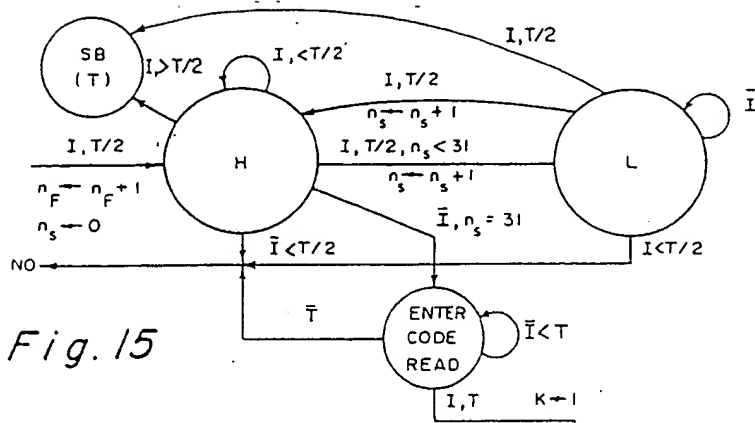 I, T/2
SB
(T)
I, >T/2
I, <T/2
I, T/2
n_s ← n_s + 1
Ī
I, T/2
H
I, T/2, n_s < 31
L
n_F ← n_F + 1
n_s ← n_s + 1
n_s ← 0
Ī, n_s = 31
Ī < T/2
I < T/2
NO
T̄
ENTER
CODE
READ
Ī < T
Fig. 15
I, T
K ← 1